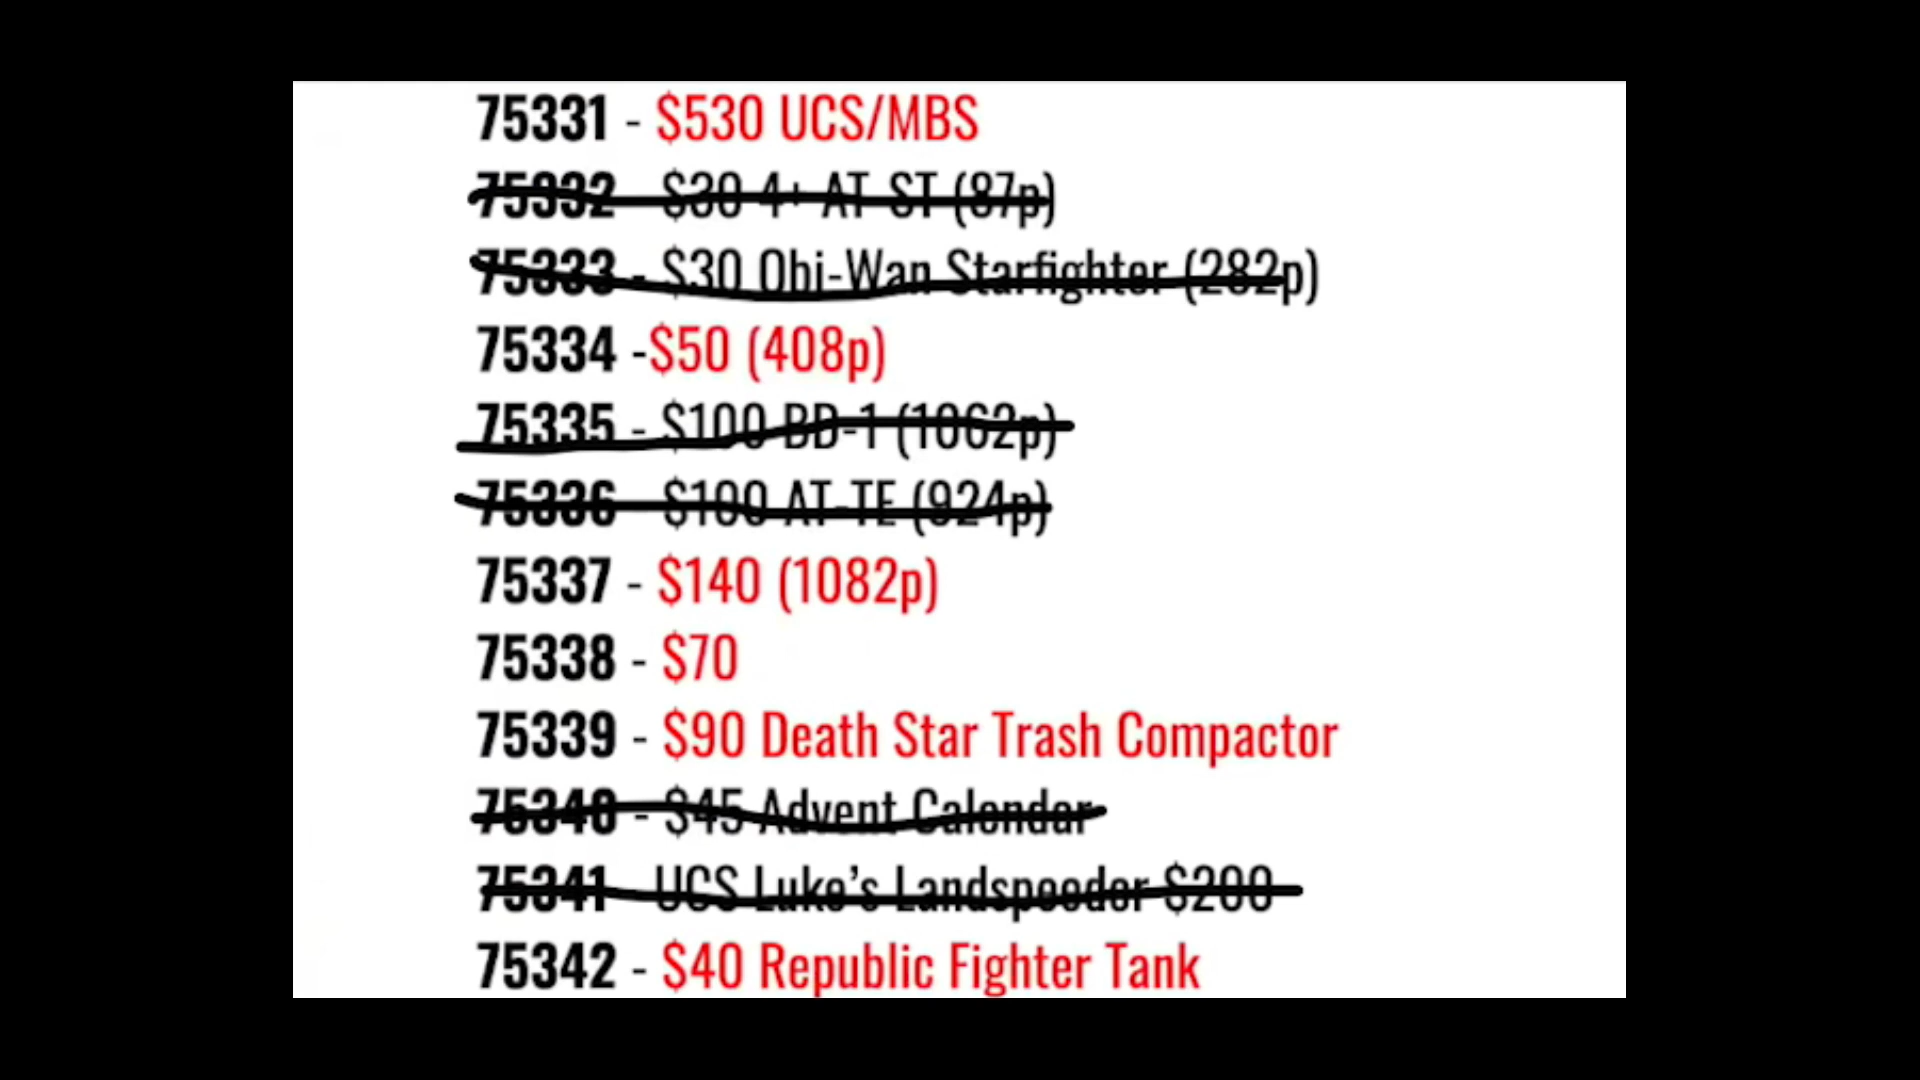 75331 - $530 UCS/MBS
75332 - $30 4+ AT-ST (87p)
75333 - $30 Obi-Wan Starfighter (282p)
75334 -$50 (408p)
75335 - $100 BD-1 (1062p)
75336 - $100 AT-TE (924p)
75337 - $140 (1082p)
75338 - $70
75339 - $90 Death Star Trash Compactor
75340 - $45 Advent Calendar
75341 - UCS Luke's Landspeeder $200
75342 - $40 Republic Fighter Tank